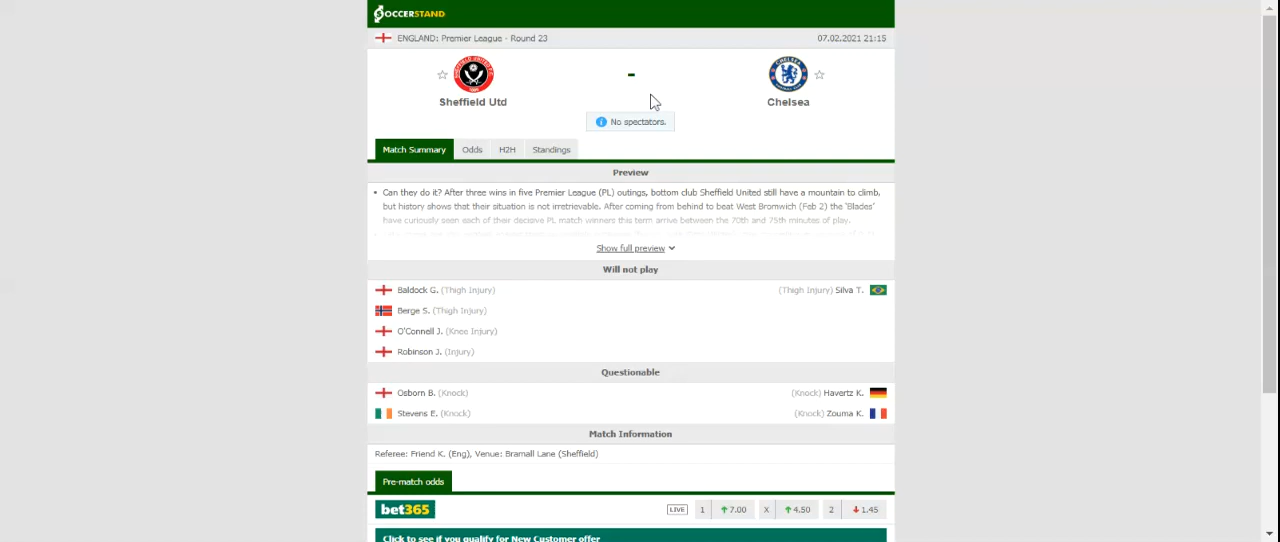 SOCCERSTAND
ENGLAND: Premier League - Round 23
07.02.2021 21:15
Sheffield Utd
-
Chelsea
No spectators.
Match Summary
Odds
H2H
Standings
Preview
• Can they do it? After three wins in five Premier League (PL) outings, bottom club Sheffield United still have a mountain to climb,
but history shows that their situation is not irretrievable. After coming from behind to beat West Bromwich (Feb 2) the 'Blades'
have curiously seen each of their decisive PL match winners this term arrive between the 70th and 75th minutes of play.
Show full preview
Will not play
Baldock G. (Thigh Injury)
(Thigh Injury) Silva T.
Berge S. (Thigh Injury)
O'Connell J. (Knee Injury)
Robinson J. (Injury)
Questionable
Osborn B. (Knock)
(Knock) Havertz K.
Stevens E. (Knock)
(Knock) Zouma K.
Match Information
Referee: Friend K. (Eng), Venue: Bramall Lane (Sheffield)
Pre-match odds
bet365
LIVE
1 7.00
X 4.50
2 1.45
Click to see if you qualify for New Customer offer